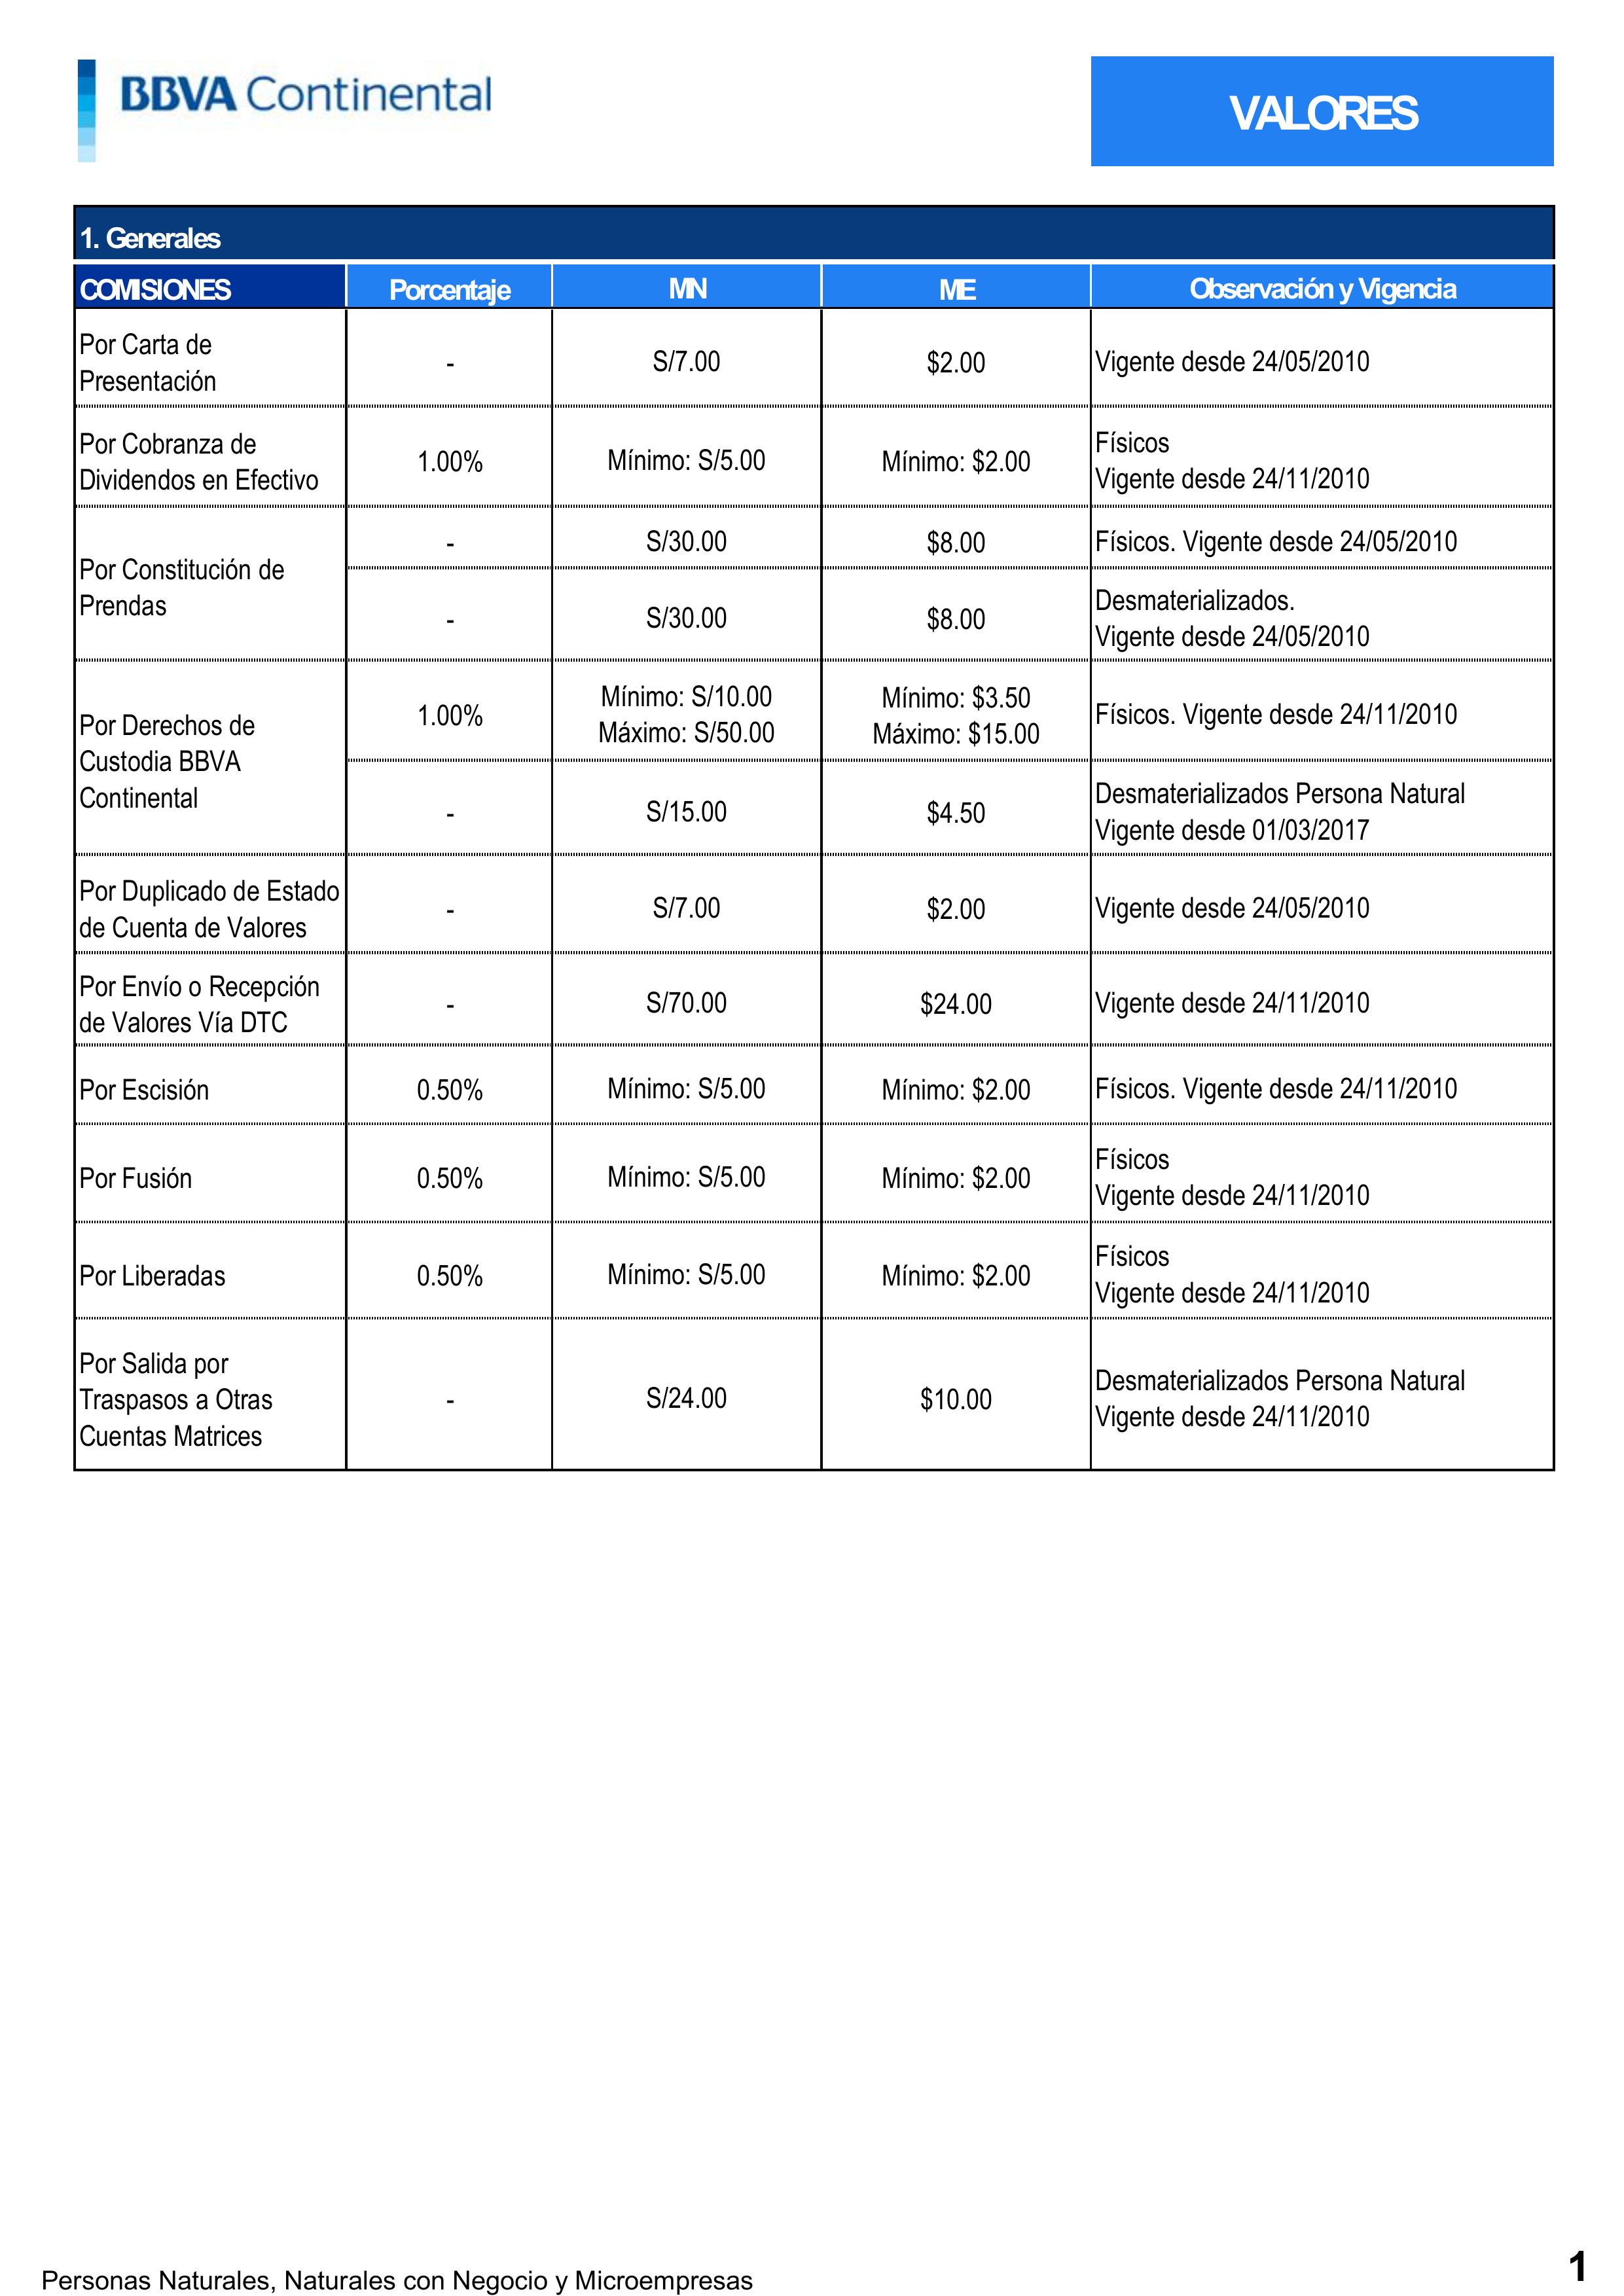 BBVA Continental
VALORES
1. Generales
COMISIONES Porcentaje MN ME Observación y Vigencia
Por Carta de
Presentación
- S/7.00 $2.00 Vigente desde 24/05/2010
Por Cobranza de
Dividendos en Efectivo
1.00% Mínimo: S/5.00 Mínimo: $2.00
Físicos
Vigente desde 24/11/2010
Por Constitución de
Prendas
- S/30.00 $8.00 Físicos. Vigente desde 24/05/2010
- S/30.00 $8.00
Desmaterializados.
Vigente desde 24/05/2010
Por Derechos de
Custodia BBVA
Continental
1.00%
Mínimo: S/10.00
Máximo: S/50.00
Mínimo: $3.50
Máximo: $15.00
Físicos. Vigente desde 24/11/2010
- S/15.00 $4.50
Desmaterializados Persona Natural
Vigente desde 01/03/2017
Por Duplicado de Estado
de Cuenta de Valores
- S/7.00 $2.00 Vigente desde 24/05/2010
Por Envío o Recepción
de Valores Vía DTC
- S/70.00 $24.00 Vigente desde 24/11/2010
Por Escisión 0.50% Mínimo: S/5.00 Mínimo: $2.00 Físicos. Vigente desde 24/11/2010
Por Fusión 0.50% Mínimo: S/5.00 Mínimo: $2.00
Físicos
Vigente desde 24/11/2010
Por Liberadas 0.50% Mínimo: S/5.00 Mínimo: $2.00
Físicos
Vigente desde 24/11/2010
Por Salida por
Traspasos a Otras
Cuentas Matrices
- S/24.00 $10.00
Desmaterializados Persona Natural
Vigente desde 24/11/2010
Personas Naturales, Naturales con Negocio y Microempresas
1